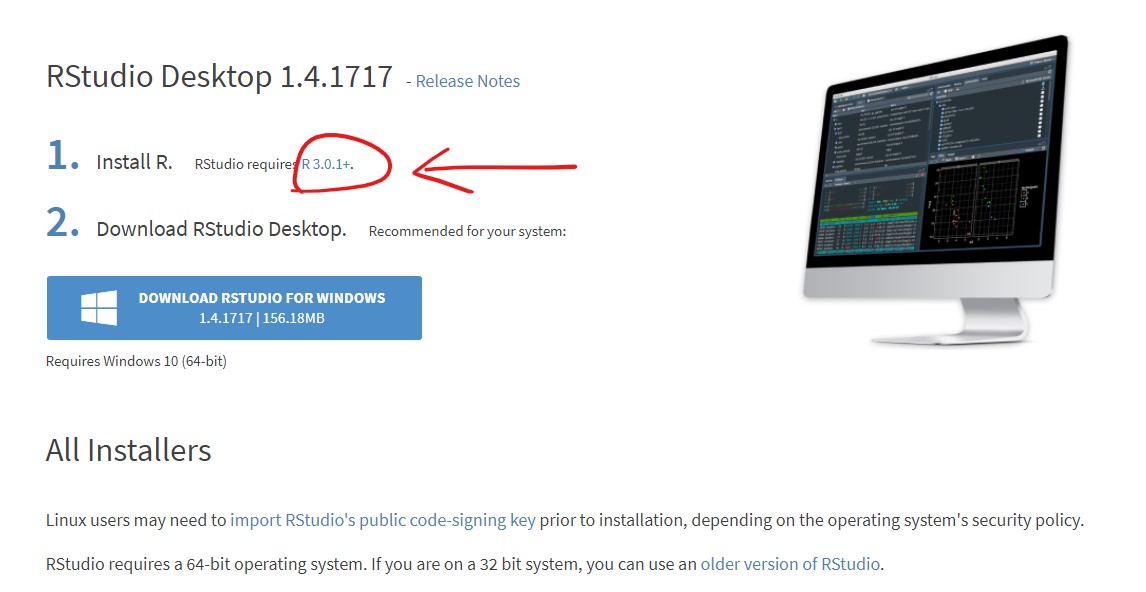 RStudio Desktop 1.4.1717 - Release Notes
1. Install R. RStudio requires R 3.0.1+.
2. Download RStudio Desktop. Recommended for your system:
DOWNLOAD RSTUDIO FOR WINDOWS
1.4.1717 | 156.18MB
Requires Windows 10 (64-bit)
All Installers
Linux users may need to import RStudio's public code-signing key prior to installation, depending on the operating system's security policy.
RStudio requires a 64-bit operating system. If you are on a 32 bit system, you can use an older version of RStudio.